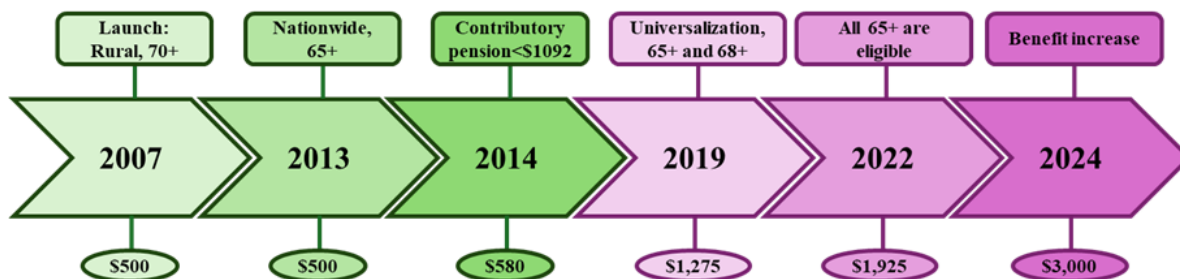 Launch:
Rural, 70+
Nationwide,
65+
Contributory
pension<$1092
Universalization,
65+ and 68+
All 65+ are
eligible
Benefit increase
2007
2013
2014
2019
2022
2024
$500
$500
$580
$1,275
$1,925
$3,000